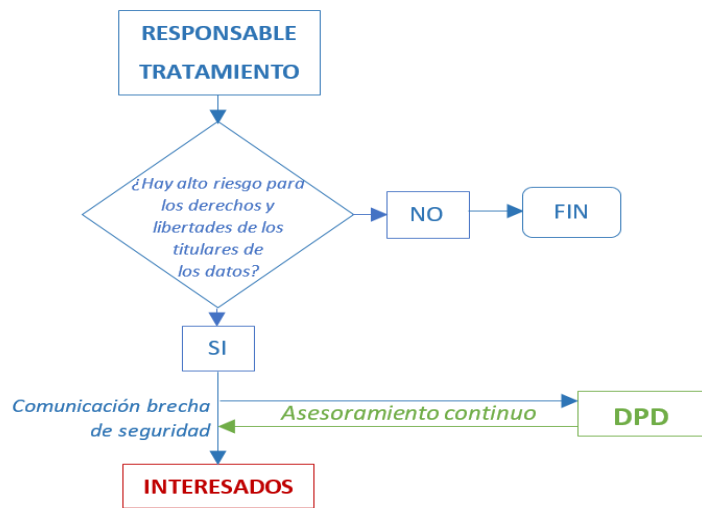 RESPONSABLE
TRATAMIENTO
¿Hay alto riesgo para
los derechos y
libertades de los
titulares de
los datos?
NO
FIN
SI
Comunicación brecha
de seguridad
Asesoramiento continuo
DPD
INTERESADOS